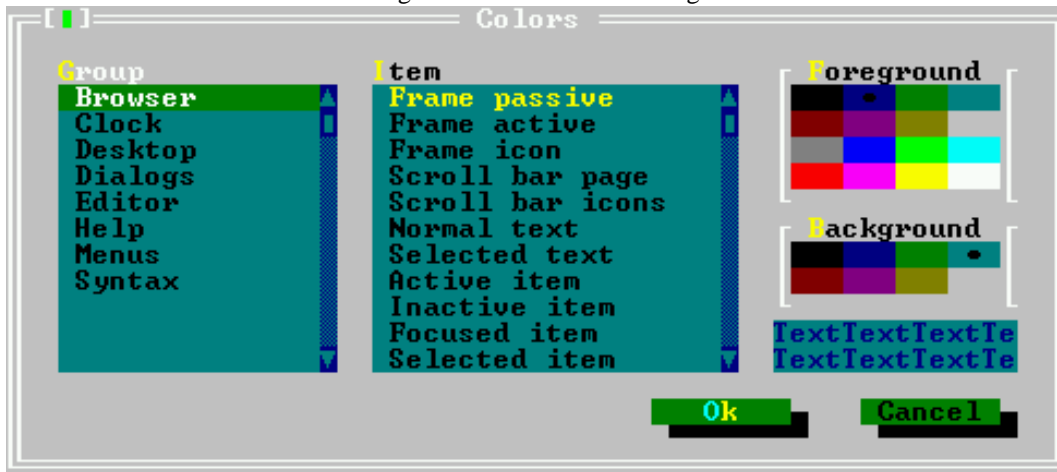 Colors
Group
Browser
Clock
Desktop
Dialogs
Editor
Help
Menus
Syntax
Item
Frame passive
Frame active
Frame icon
Scroll bar page
Scroll bar icons
Normal text
Selected text
Active item
Inactive item
Focused item
Selected item
Foreground
Background
TextTextTextTe
TextTextTextTe
Ok
Cancel